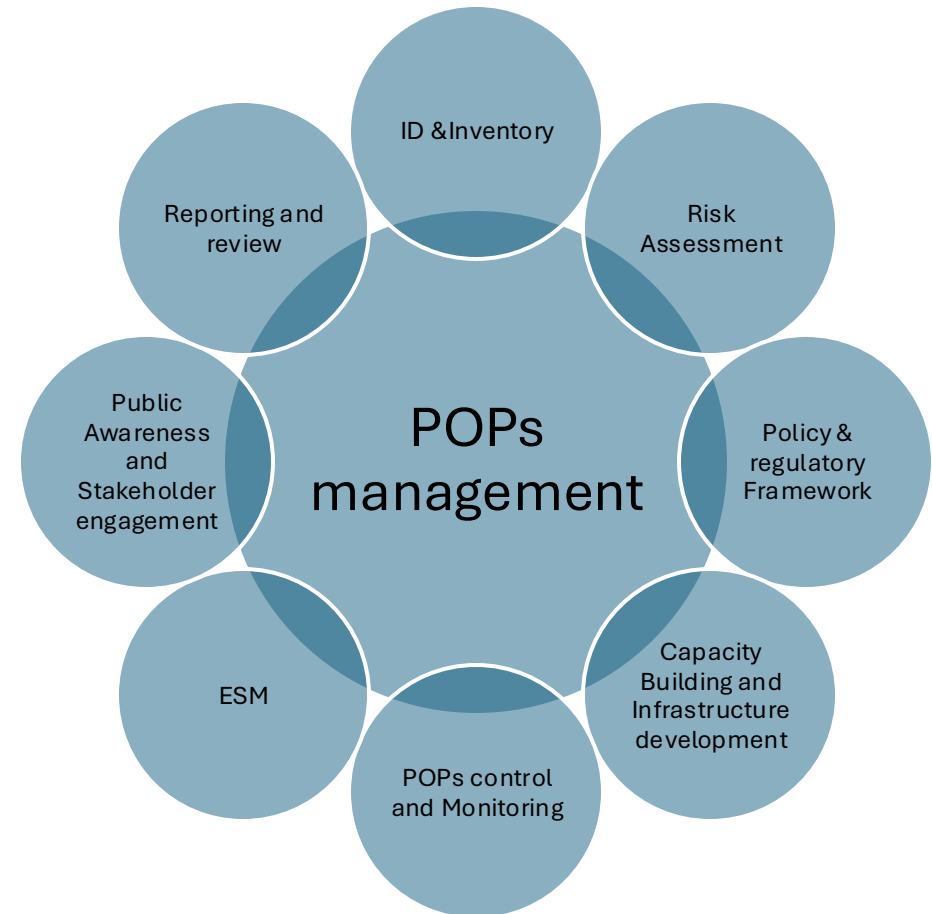 ID &Inventory
Risk
Assessment
Policy &
regulatory
Framework
Capacity
Building and
Infrastructure
development
POPs control
and Monitoring
ESM
Public
Awareness
and
Stakeholder
engagement
Reporting and
review
POPs
management